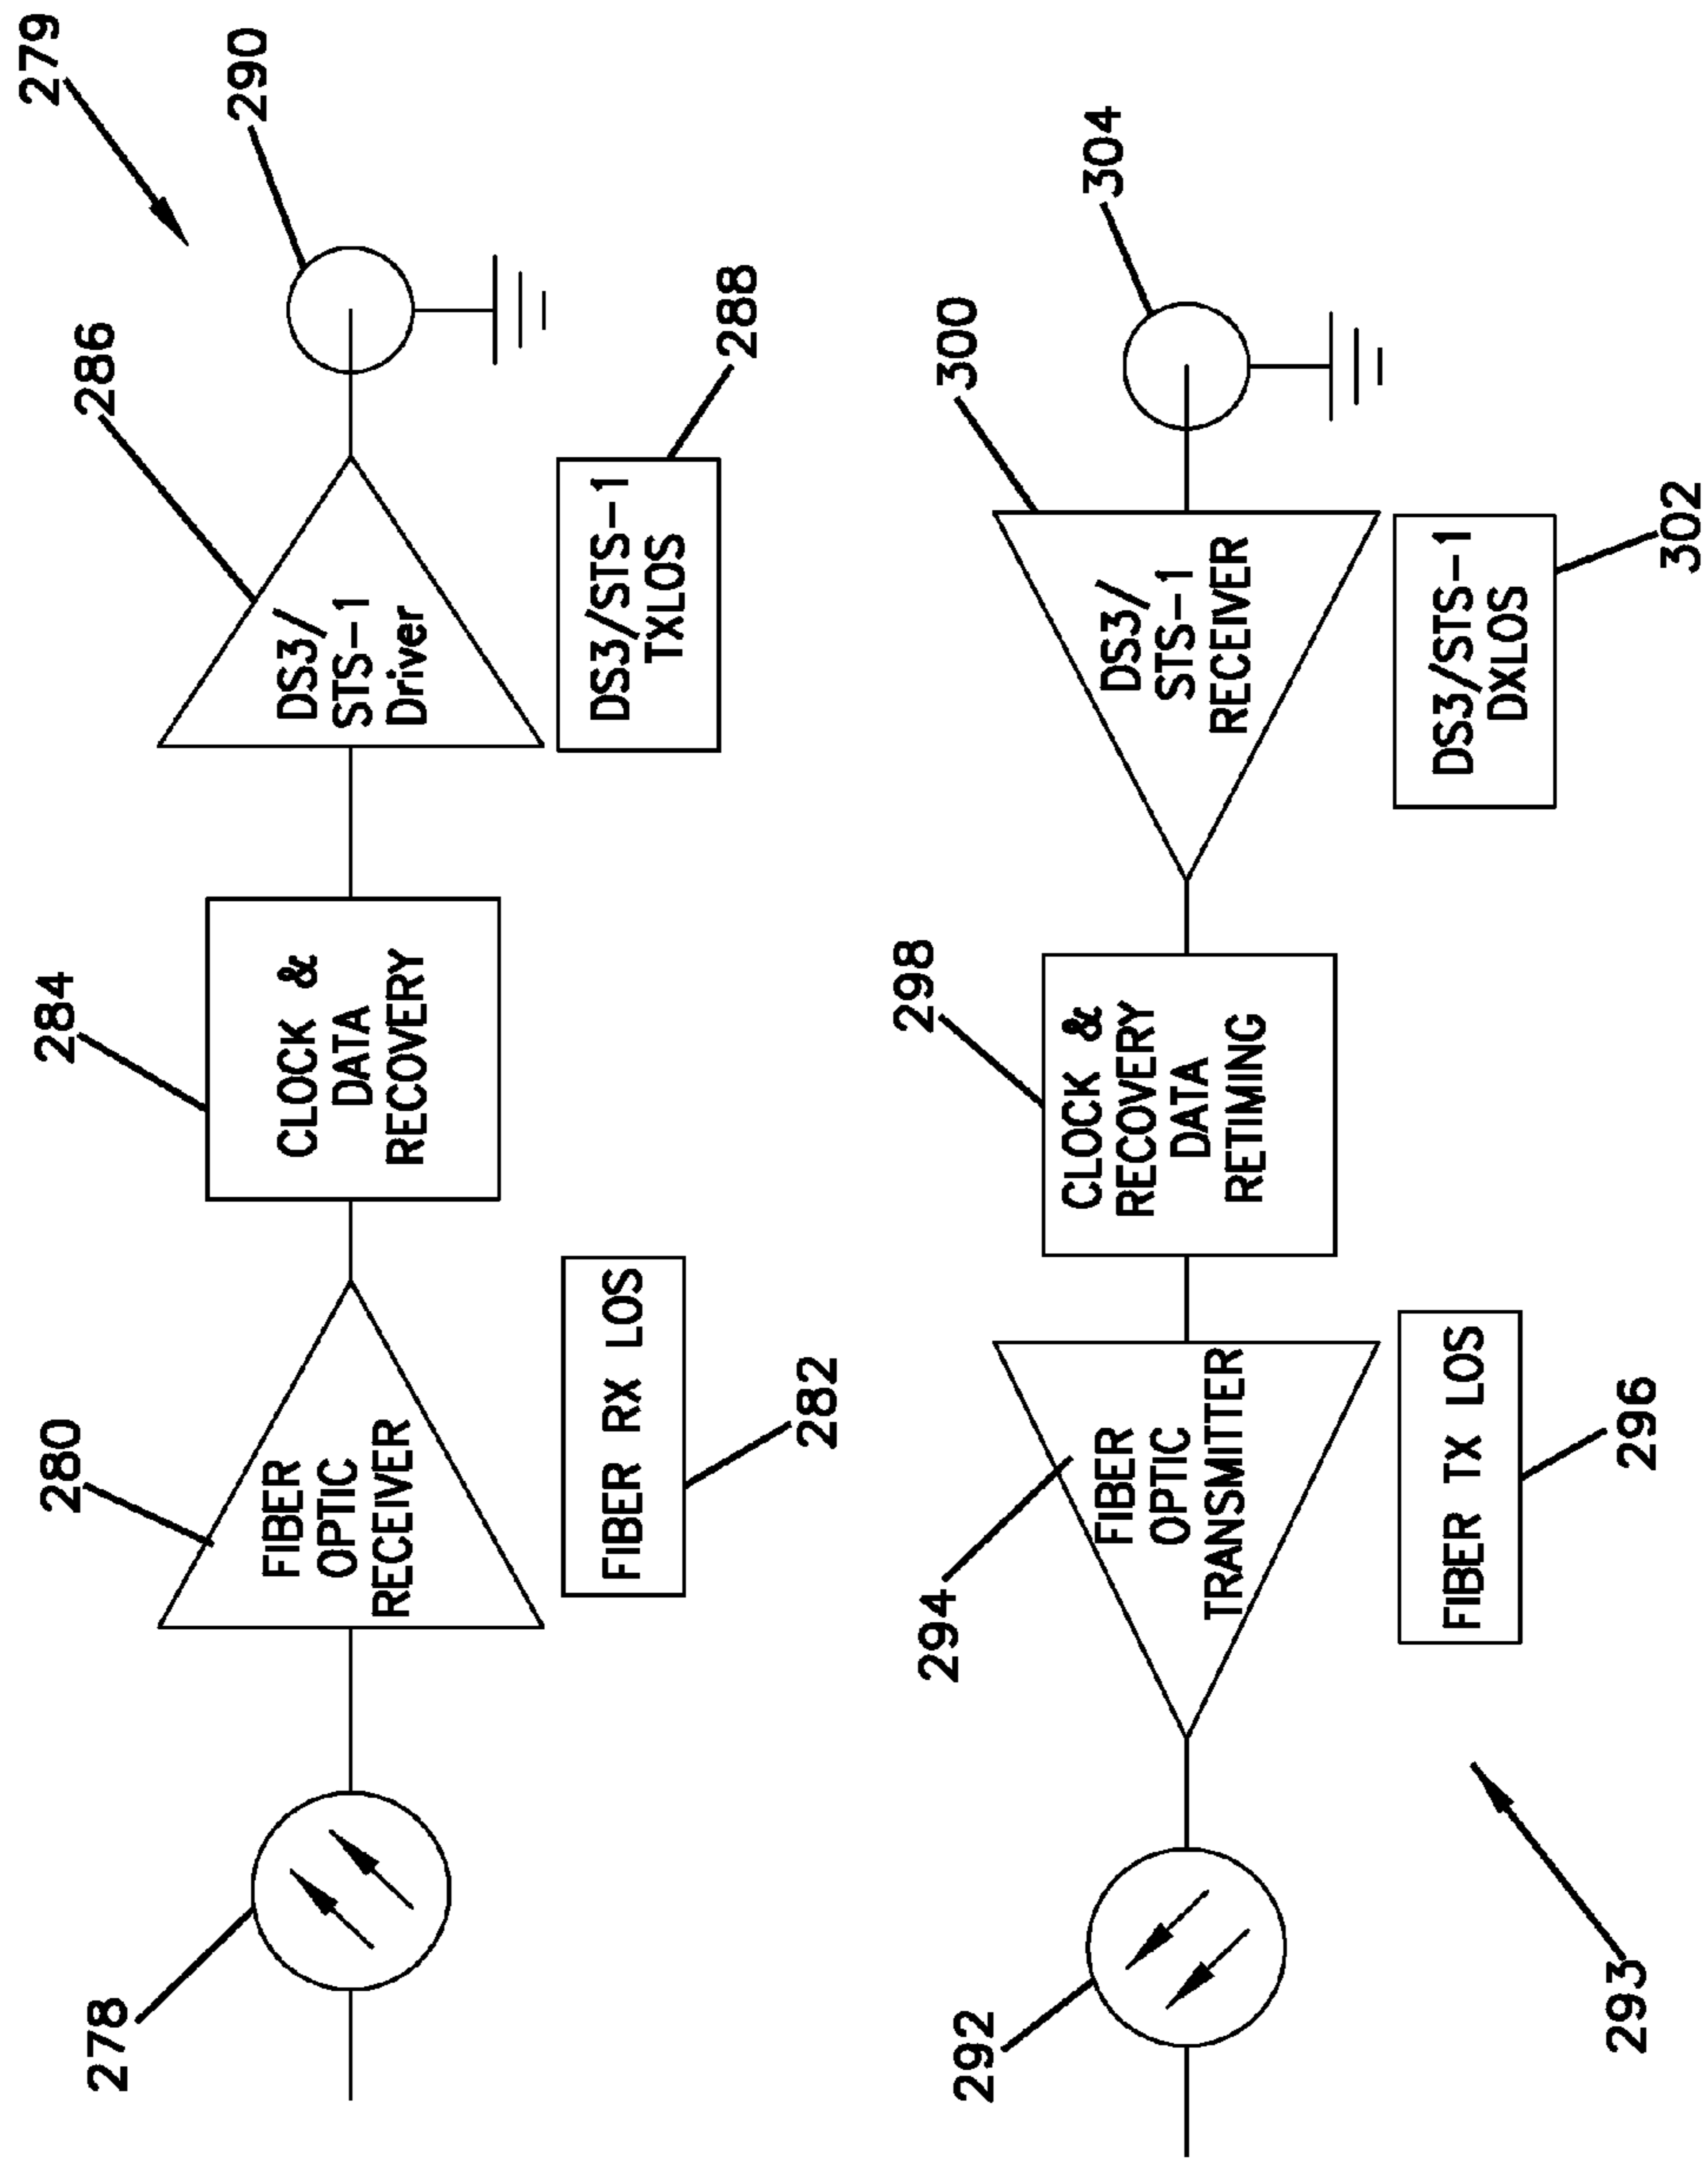 279
290
286
284
280
278
DS3/
STS-1
Driver
CLOCK &
DATA
RECOVERY
FIBER
OPTIC
RECEIVER
DS3/STS-1
TXLOS
288
FIBER RX LOS
282
304
300
298
294
292
DS3/
STS-1
RECEIVER
CLOCK &
RECOVERY
DATA
RETIMING
FIBER
OPTIC
TRANSMITTER
DS3/STS-1
DXLOS
302
FIBER TX LOS
296
293